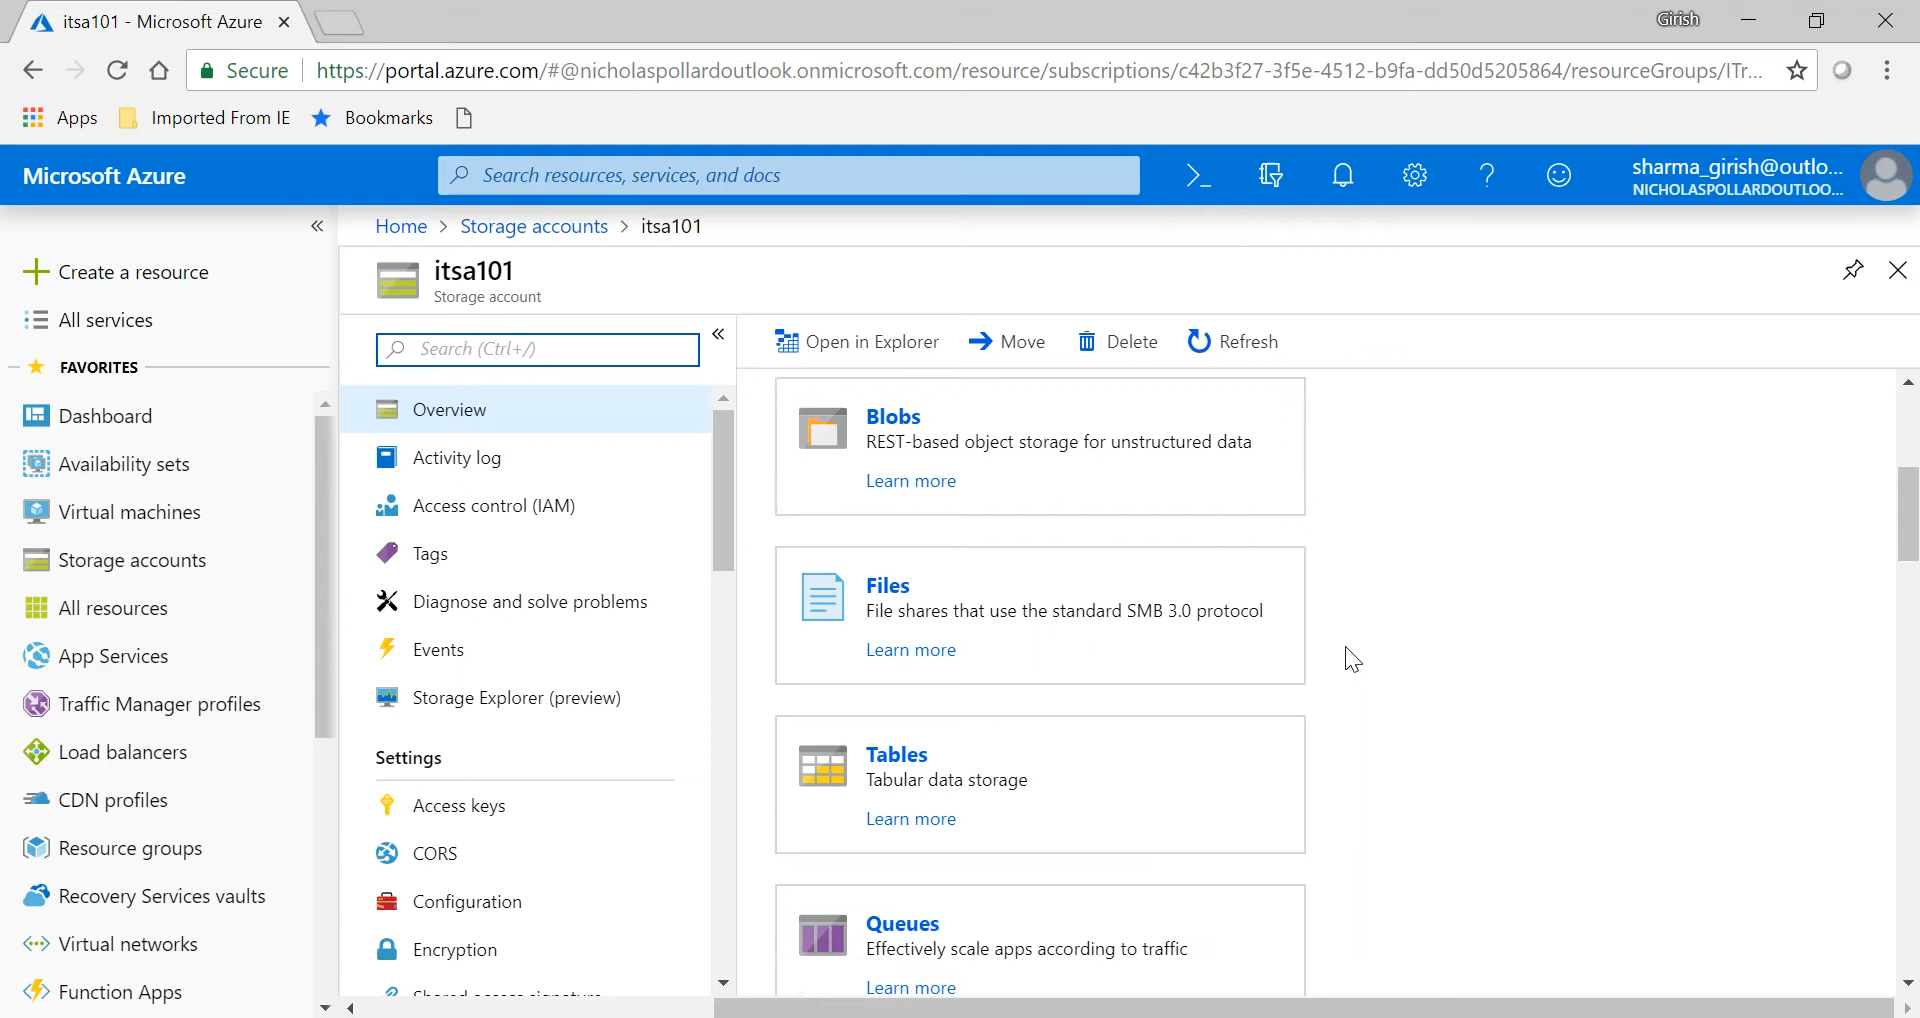 itsa101 - Microsoft Azure
Girish
Secure
https://portal.azure.com/#@nicholaspollardoutlook.onmicrosoft.com/resource/subscriptions/c42b3f27-3f5e-4512-b9fa-dd50d5205864/resourceGroups/ITr...
Apps
Imported From IE
Bookmarks
Microsoft Azure
Search resources, services, and docs
sharma_girish@outlo...
NICHOLASPOLLARDOUTLOO...
Create a resource
All services
FAVORITES
Dashboard
Availability sets
Virtual machines
Storage accounts
All resources
App Services
Traffic Manager profiles
Load balancers
CDN profiles
Resource groups
Recovery Services vaults
Virtual networks
Function Apps
Home > Storage accounts > itsa101
itsa101
Storage account
Search (Ctrl+/)
Overview
Activity log
Access control (IAM)
Tags
Diagnose and solve problems
Events
Storage Explorer (preview)
Settings
Access keys
CORS
Configuration
Encryption
Shared access signature
Open in Explorer
Move
Delete
Refresh
Blobs
REST-based object storage for unstructured data
Learn more
Files
File shares that use the standard SMB 3.0 protocol
Learn more
Tables
Tabular data storage
Learn more
Queues
Effectively scale apps according to traffic
Learn more